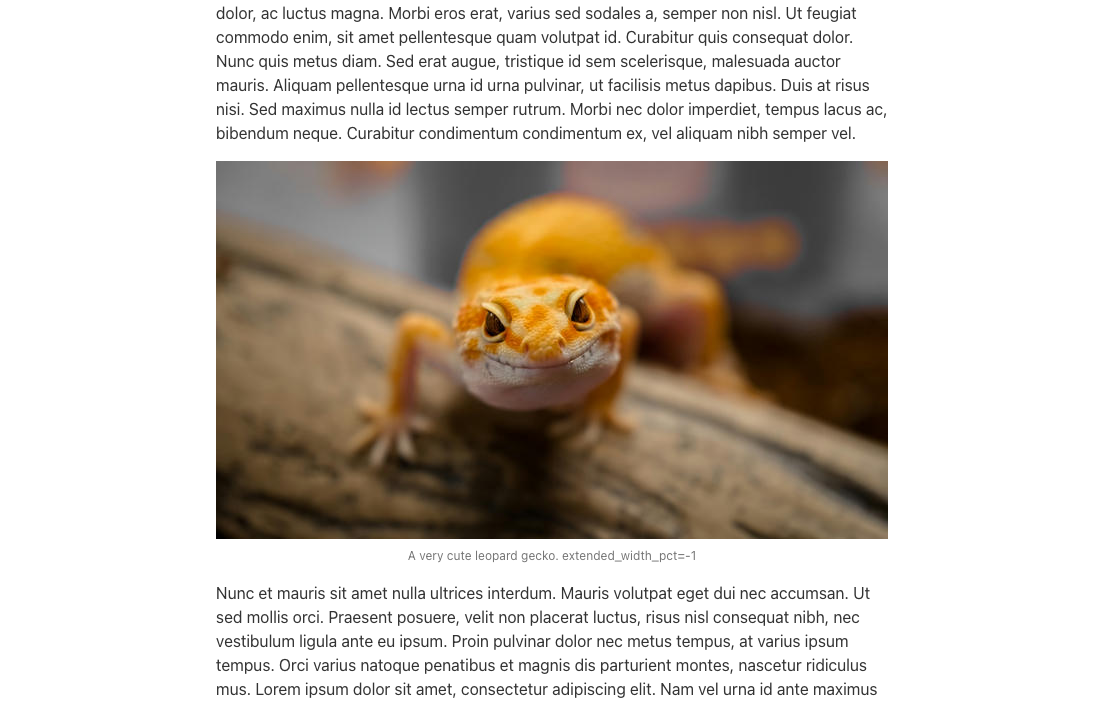 dolor, ac luctus magna. Morbi eros erat, varius sed sodales a, semper non nisl. Ut feugiat
commodo enim, sit amet pellentesque quam volutpat id. Curabitur quis consequat dolor.
Nunc quis metus diam. Sed erat augue, tristique id sem scelerisque, malesuada auctor
mauris. Aliquam pellentesque urna id urna pulvinar, ut facilisis metus dapibus. Duis at risus
nisi. Sed maximus nulla id lectus semper rutrum. Morbi nec dolor imperdiet, tempus lacus ac,
bibendum neque. Curabitur condimentum condimentum ex, vel aliquam nibh semper vel.
A very cute leopard gecko. extended_width_pct=-1
Nunc et mauris sit amet nulla ultrices interdum. Mauris volutpat eget dui nec accumsan. Ut
sed mollis orci. Praesent posuere, velit non placerat luctus, risus nisl consequat nibh, nec
vestibulum ligula ante eu ipsum. Proin pulvinar dolor nec metus tempus, at varius ipsum
tempus. Orci varius natoque penatibus et magnis dis parturient montes, nascetur ridiculus
mus. Lorem ipsum dolor sit amet, consectetur adipiscing elit. Nam vel urna id ante maximus